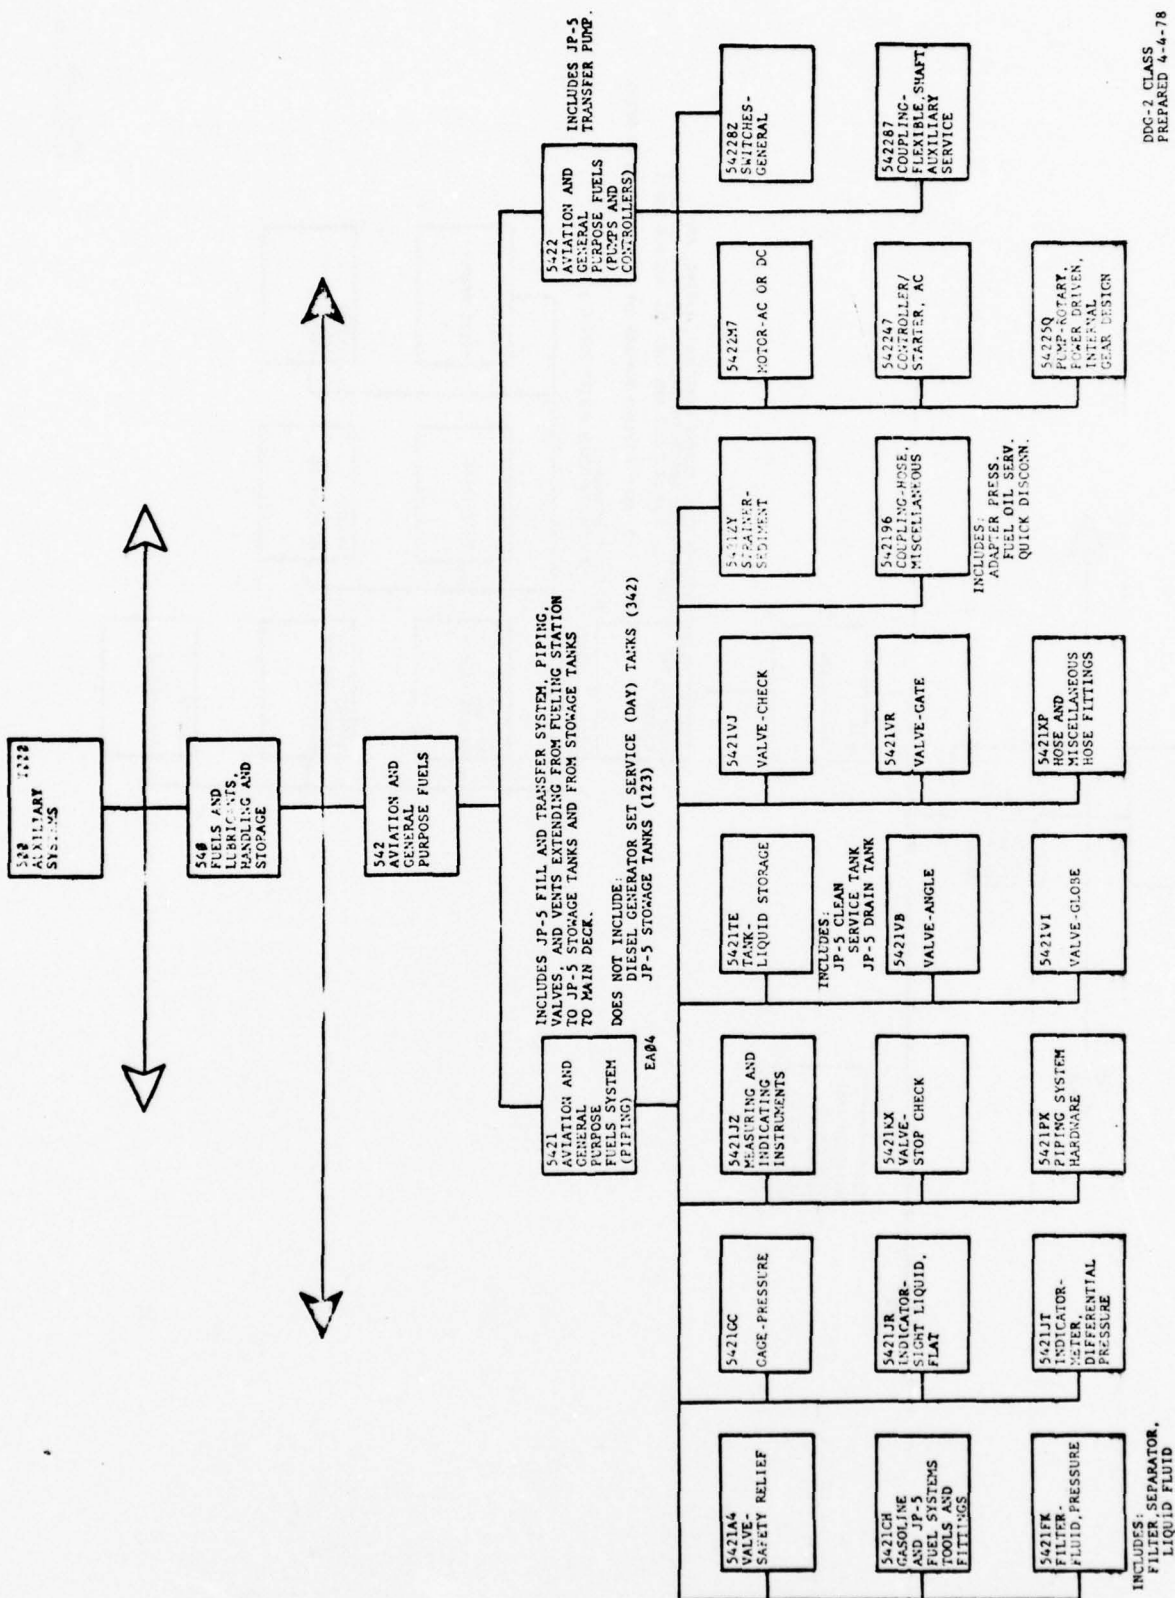 AUXILIARY
SYSTEMS
540
FUELS AND
LUBRICANTS,
HANDLING AND
STORAGE
542
AVIATION AND
GENERAL
PURPOSE FUELS
5421
AVIATION AND
GENERAL
PURPOSE
FUELS SYSTEM
(PIPING)
EA04
INCLUDES JP-5 FILL AND TRANSFER SYSTEM, PIPING,
VALVES, AND VENTS EXTENDING FROM FUELING STATION
TO JP-5 STOWAGE TANKS AND FROM STOWAGE TANKS
TO MAIN DECK.
DOES NOT INCLUDE:
DIESEL GENERATOR SET SERVICE (DAY) TANKS (342)
JP-5 STOWAGE TANKS (123)
5422
AVIATION AND
GENERAL
PURPOSE FUELS
(PUMPS AND
CONTROLLERS)
INCLUDES JP-5
TRANSFER PUMP.
5421A4
VALVE-
SAFETY RELIEF
5421CH
GASOLINE
AND JP-5
FUEL SYSTEMS
TOOLS AND
FITTINGS
5421FK
FILTER-
FLUID,PRESSURE
INCLUDES:
FILTER,SEPARATOR,
LIQUID FLUID
5421GC
GAGE-PRESSURE
5421JR
INDICATOR-
SIGHT LIQUID,
FLAT
5421JT
INDICATOR-
METER,
DIFFERENTIAL
PRESSURE
5421JZ
MEASURING AND
INDICATING
INSTRUMENTS
5421KX
VALVE-
STOP CHECK
5421PX
PIPING SYSTEM
HARDWARE
5421TE
TANK-
LIQUID STORAGE
INCLUDES:
JP-5 CLEAN
SERVICE TANK
JP-5 DRAIN TANK
5421VB
VALVE-ANGLE
5421VI
VALVE-GLOBE
5421VJ
VALVE-CHECK
5421VR
VALVE-GATE
5421XP
HOSE AND
MISCELLANEOUS
HOSE FITTINGS
5421ZY
STRAINER-
SEDIMENT
542196
COUPLING-HOSE,
MISCELLANEOUS
INCLUDES:
ADAPTER PRESS.
FUEL OIL SERV.
QUICK DISCONN.
5422M7
MOTOR-AC OR DC
542247
CONTROLLER/
STARTER, AC
54225Q
PUMP-ROTARY,
POWER DRIVEN,
INTERNAL
GEAR DESIGN
54228Z
SWITCHES-
GENERAL
542287
COUPLING-
FLEXIBLE,SHAFT,
AUXILIARY
SERVICE
DDG-2 CLASS
PREPARED 4-4-78